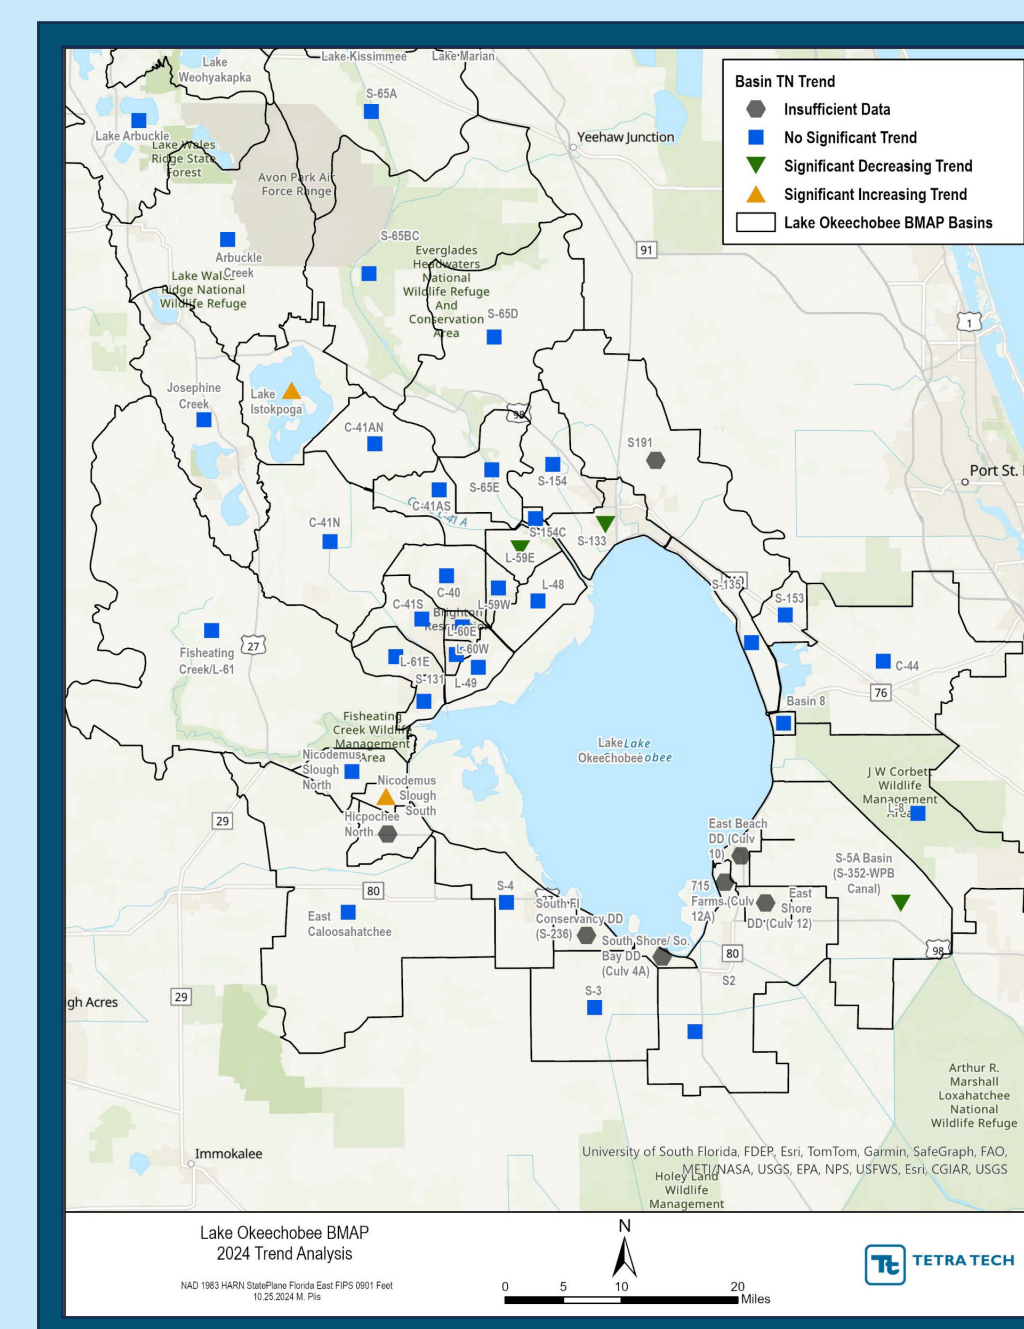 Lake Kissimmee
Lake Marian
Lake
Weohyakapka
S-65A
Lake Arbuckle
Lake Wales
Ridge State
Forest
Yeehaw Junction
Avon Park Air
Force Range
Basin TN Trend
Insufficient Data
No Significant Trend
Significant Decreasing Trend
Significant Increasing Trend
Lake Okeechobee BMAP Basins
S-65BC
Everglades
Headwaters
National
Wildlife Refuge
And
Conservation
Area
91
Arbuckle
Creek
Lake Wales
Ridge National
Wildlife Refuge
S-65D
1
Josephine
Creek
Lake
Istokpoga
98
C-41AN
S191
S-65E
S-154
Port St.
C-41AS
C-41A
C-41N
S-154C
S-133
L-59E
C-40
L-59W
L-48
S-135
S-153
C-41S
Brighton
L-60E
L-60W
Fisheating
Creek/L-61
27
L-61E
S-131
L-49
C-44
76
Basin 8
Fisheating
Creek Wildlife
Management
Area
Lake
Okeechobee
Lake
Nicodemus
Slough
North
Nicodemus
Slough
South
J W Corbett
Wildlife
Management
Area
L-8
Hicpochee
North
29
East Beach
DD (Culv
10)
S-5A Basin
(S-352-WPB
Canal)
80
S-4
715
Farms (Culv
12A)
East
Shore
DD (Culv 12)
East
Caloosahatchee
South Fl
Conservancy DD
(S-236)
South Shore/ So.
Bay DD
(Culv 4A)
80
98
S2
29
gh Acres
S-3
Arthur R.
Marshall
Loxahatchee
National
Wildlife Refuge
Immokalee
University of South Florida, FDEP, Esri, TomTom, Garmin, SafeGraph, FAO,
METI/NASA, USGS, EPA, NPS, USFWS, Esri, CGIAR, USGS
Holey Land
Wildlife
Management
Lake Okeechobee BMAP
2024 Trend Analysis
NAD 1983 HARN StatePlane Florida East FIPS 0901 Feet
10.25.2024 M. Plis
N
0 5 10 20
Miles
Tt TETRA TECH